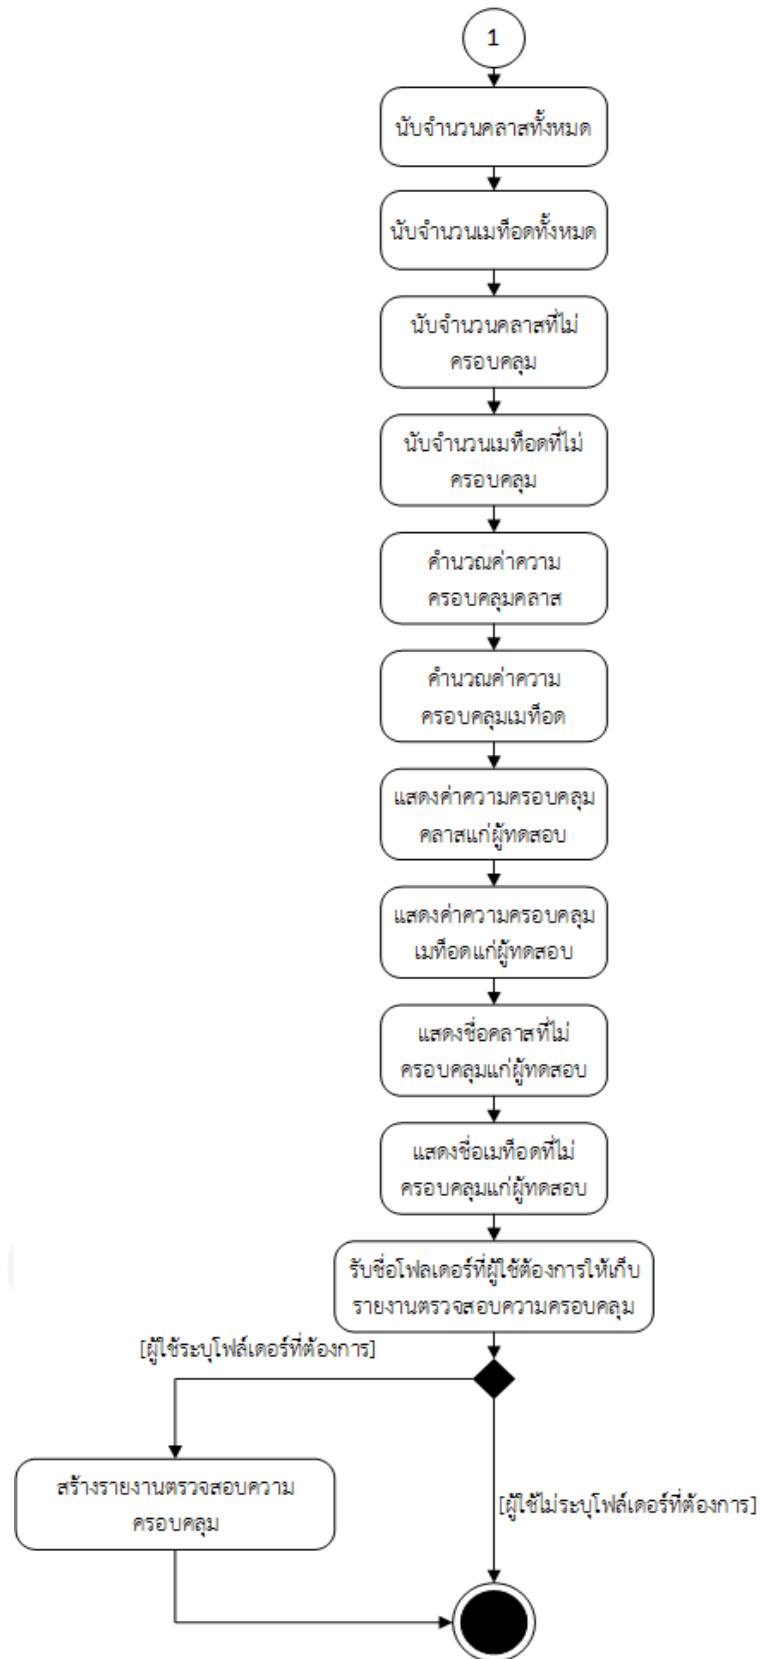 1
นับจำนวนคลาสทั้งหมด
นับจำนวนเมท็อดทั้งหมด
นับจำนวนคลาสที่ไม่
ครอบคลุม
นับจำนวนเมท็อดที่ไม่
ครอบคลุม
คำนวณค่าความ
ครอบคลุมคลาส
คำนวณค่าความ
ครอบคลุมเมท็อด
แสดงค่าความครอบคลุม
คลาสแก่ผู้ทดสอบ
แสดงค่าความครอบคลุม
เมท็อดแก่ผู้ทดสอบ
แสดงชื่อคลาสที่ไม่
ครอบคลุมแก่ผู้ทดสอบ
แสดงชื่อเมท็อดที่ไม่
ครอบคลุมแก่ผู้ทดสอบ
รับชื่อโฟลเดอร์ที่ผู้ใช้ต้องการให้เก็บ
รายงานตรวจสอบความครอบคลุม
[ผู้ใช้ระบุโฟล์เดอร์ที่ต้องการ]
สร้างรายงานตรวจสอบความ
ครอบคลุม
[ผู้ใช้ไม่ระบุโฟล์เดอร์ที่ต้องการ]